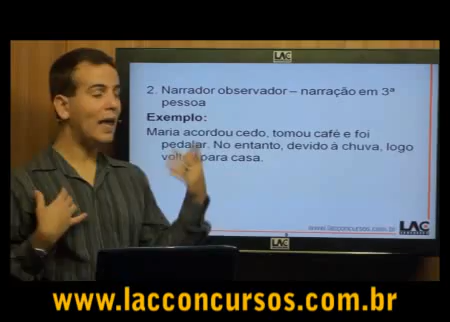 LAC
2. Narrador observador – narração em 3ª
pessoa
Exemplo:
Maria acordou cedo, tomou café e foi
pedalar. No entanto, devido à chuva, logo
para casa.
www.lacconcursos.com.br
LAC
LAC
www.lacconcursos.com.br